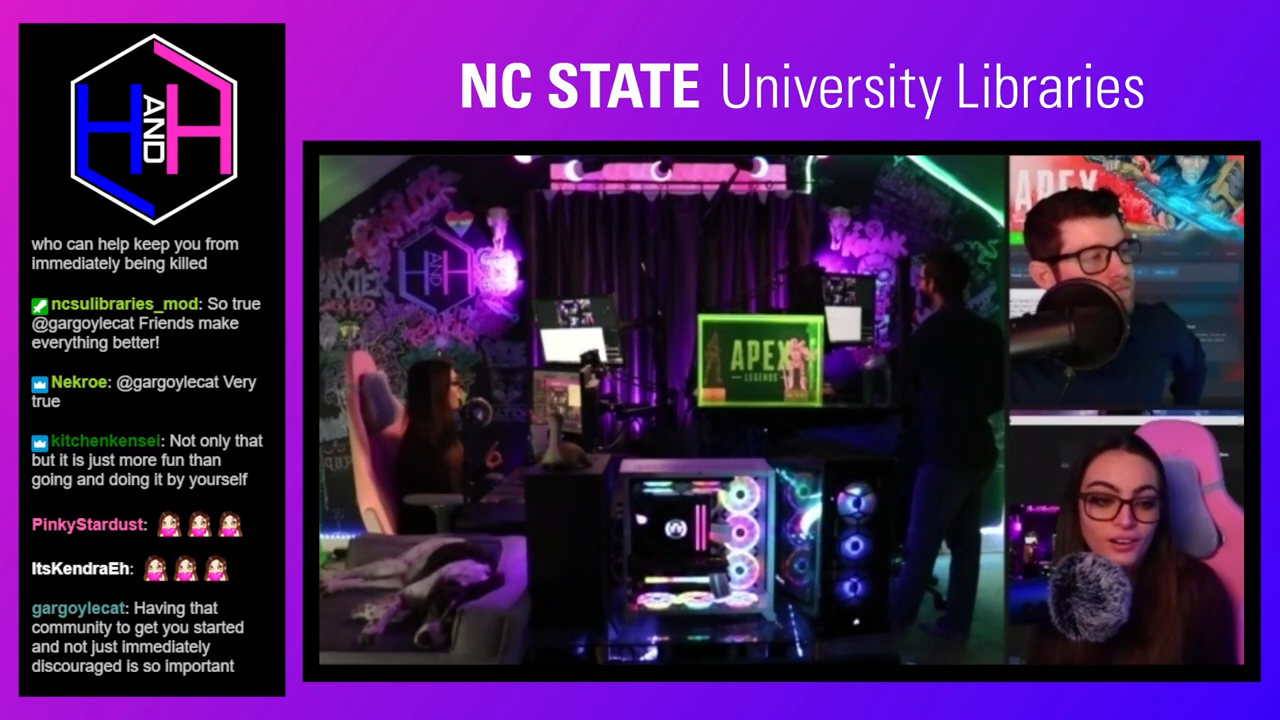 NC STATE University Libraries
H AND H
who can help keep you from
immediately being killed
ncsulibraries_mod: So true
@gargoylecat Friends make
everything better!
Nekroe: @gargoylecat Very
true
kitchenkensei: Not only that
but it is just more fun than
going and doing it by yourself
PinkyStardust:
ItsKendraEh:
gargoylecat: Having that
community to get you started
and not just immediately
discouraged is so important
H AND H
APEX
LEGENDS
APEX